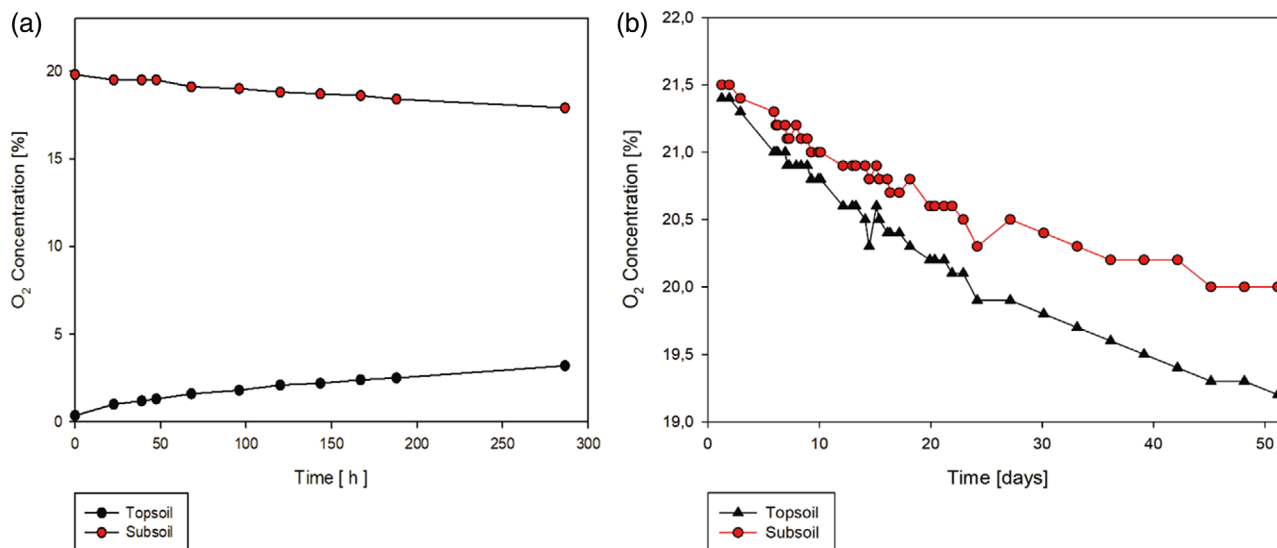 (a)
O2 Concentration [%]
20
15
10
5
0
0 50 100 150 200 250 300
Time [ h ]
Topsoil
Subsoil
(b)
O2 Concentration [%]
22,0
21,5
21,0
20,5
20,0
19,5
19,0
0 10 20 30 40 50
Time [days]
Topsoil
Subsoil